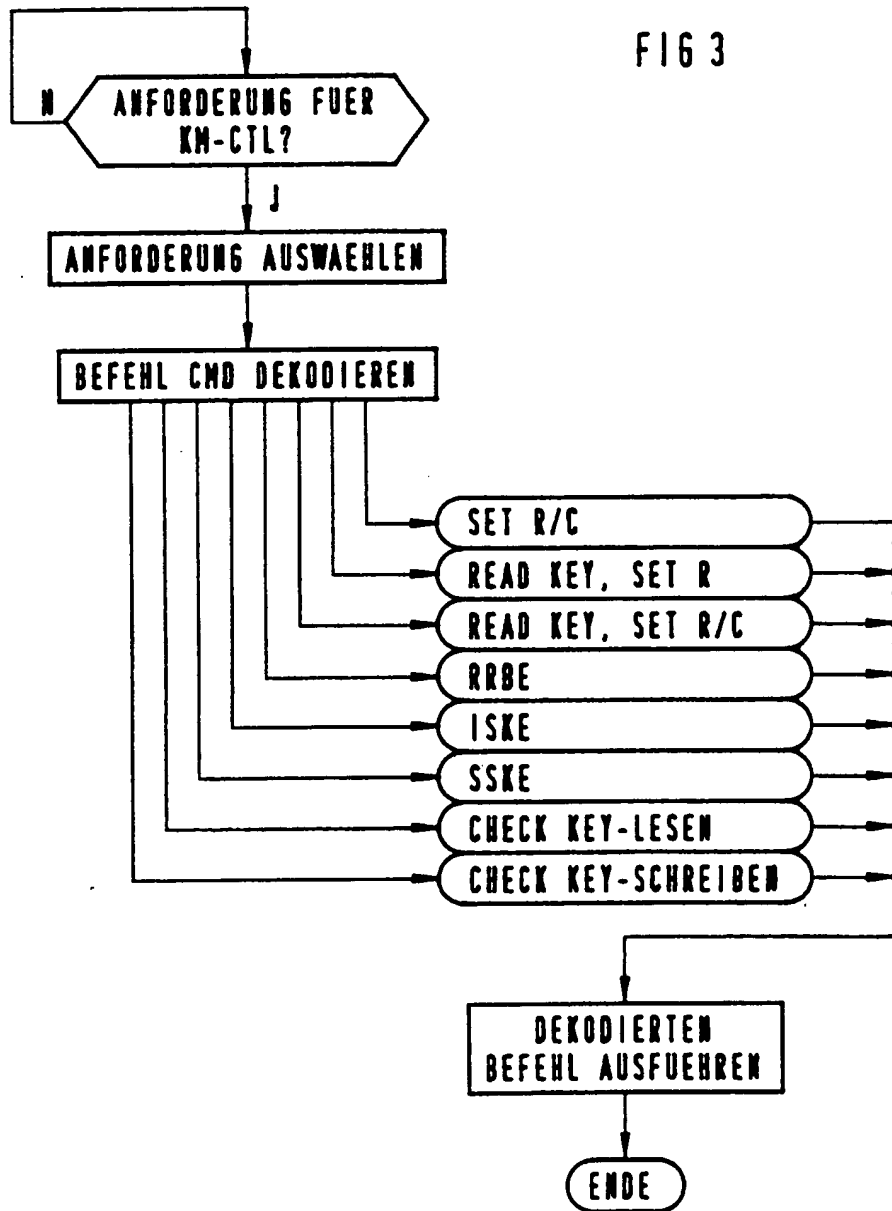 FIG 3
N
ANFORDERUNG FUER
KM-CTL?
J
ANFORDERUNG AUSWAEHLEN
BEFEHL CMD DEKODIEREN
SET R/C
READ KEY, SET R
READ KEY, SET R/C
RRBE
ISKE
SSKE
CHECK KEY-LESEN
CHECK KEY-SCHREIBEN
DEKODIERTEN
BEFEHL AUSFUEHREN
ENDE